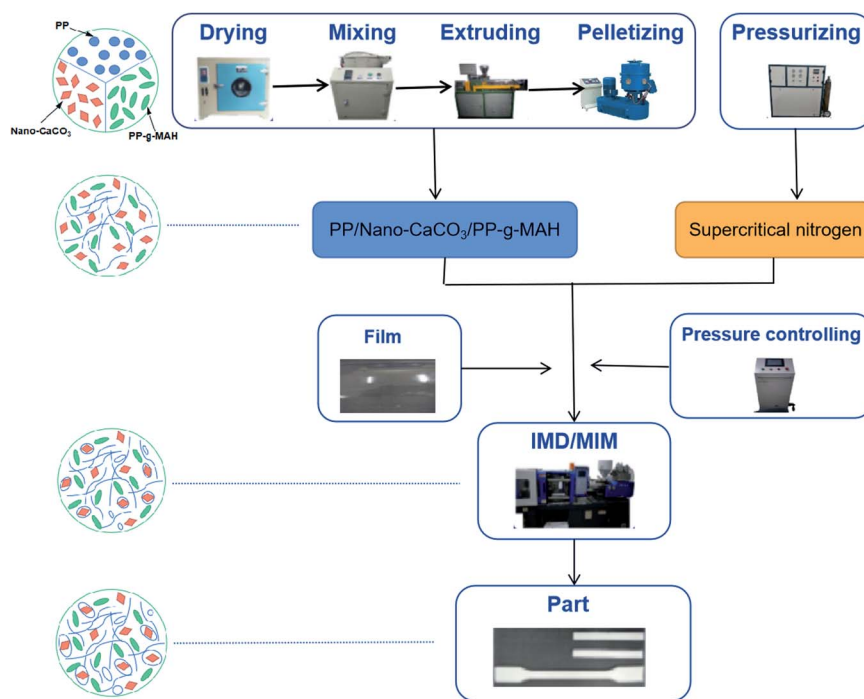 PP
Nano-CaCO₃
PP-g-MAH
Drying
Mixing
Extruding
Pelletizing
Pressurizing
PP/Nano-CaCO₃/PP-g-MAH
Supercritical nitrogen
Film
Pressure controlling
IMD/MIM
Part